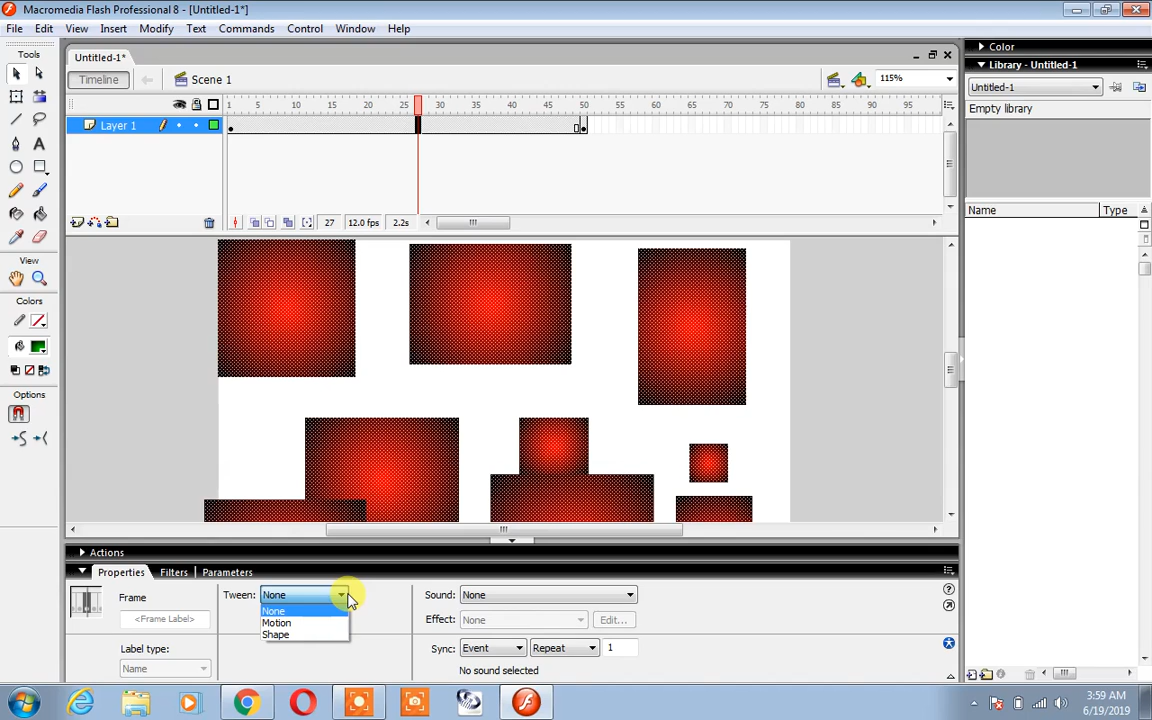 Macromedia Flash Professional 8 - [Untitled-1*]
File Edit View Insert Modify Text Commands Control Window Help
Tools
Untitled-1*
Timeline Scene 1 115%
1 5 10 15 20 25 30 35 40 45 50 55 60 65 70 75 80 85 90 95
Layer 1
27 12.0 fps 2.2s
View
Colors
Options
Color
Library - Untitled-1
Untitled-1
Empty library
Name Type
Actions
Properties Filters Parameters
Frame
<Frame Label>
Label type:
Name
Tween: None
None
Motion
Shape
Sound: None
Effect: None Edit...
Sync: Event Repeat 1
No sound selected
3:59 AM
6/19/2019